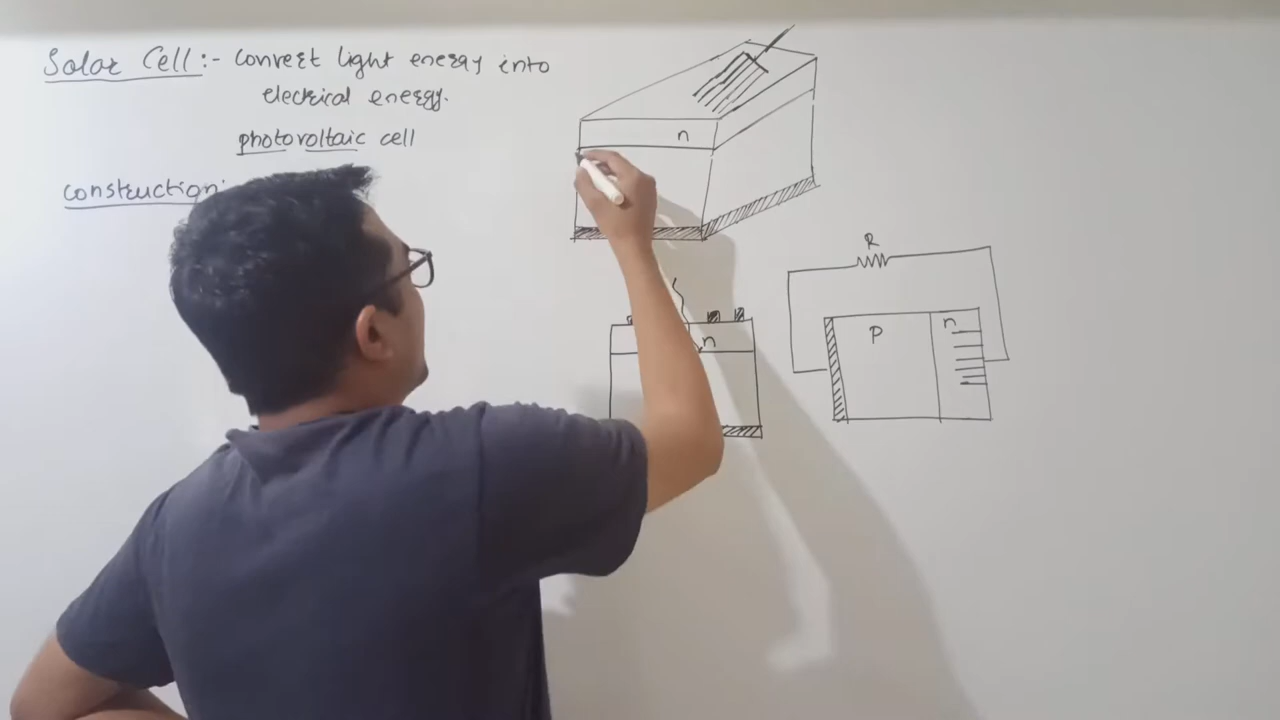 Solar Cell :- Convert light energy into
electrical energy.
photovoltaic cell
construction:
n
n
R
P
n